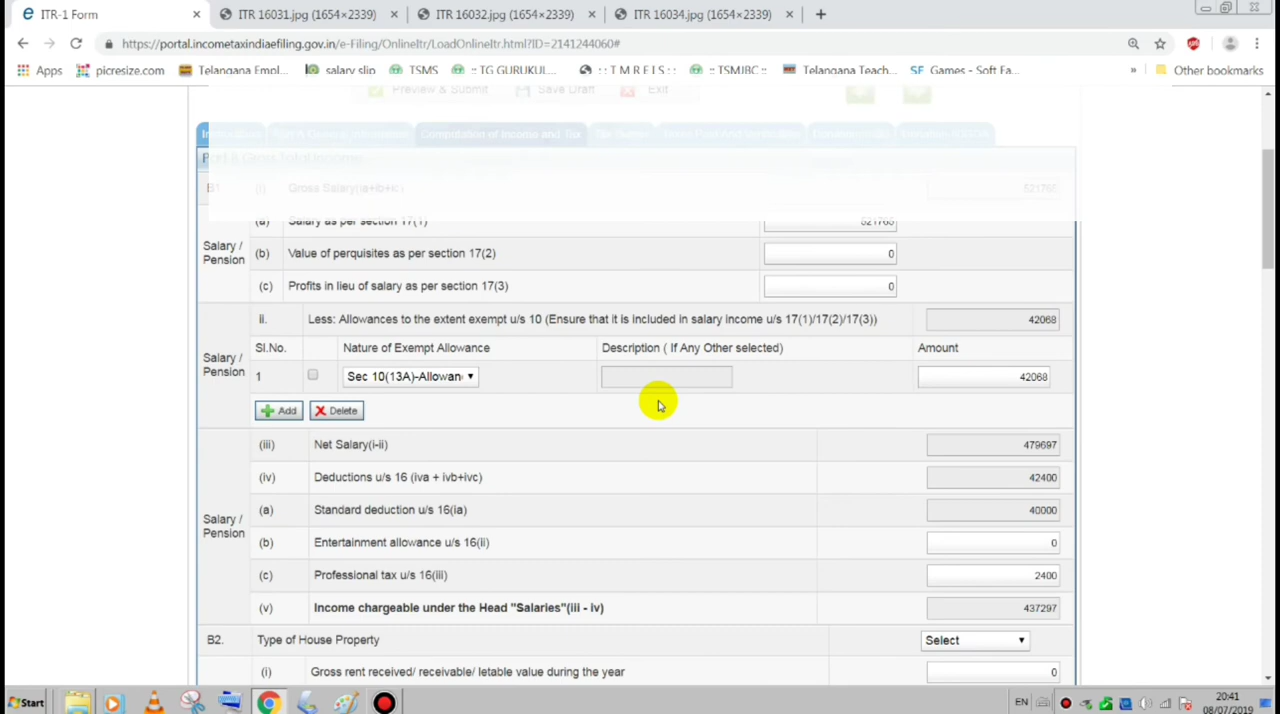 ITR-1 Form
ITR 16031.jpg (1654×2339)
ITR 16032.jpg (1654×2339)
ITR 16034.jpg (1654×2339)
https://portal.incometaxindiaefiling.gov.in/e-Filing/OnlineItr/LoadOnlineItr.html?ID=2141244060#
Apps
picresize.com
Telangana Empl...
salary slip
TSMS
:: TG GURUKUL...
: : T M R E I S : :
:: TSMJBC ::
Telangana Teach...
SF Games - Soft Fa...
»
Other bookmarks
Preview & Submit
Save Draft
Exit
Computation of Income and Tax
Part B Gross Total Income
B1 (i) Gross Salary(ia+ib+ic) 521765
(a) Salary as per section 17(1) 521765
Salary / Pension
(b) Value of perquisites as per section 17(2) 0
(c) Profits in lieu of salary as per section 17(3) 0
ii. Less: Allowances to the extent exempt u/s 10 (Ensure that it is included in salary income u/s 17(1)/17(2)/17(3)) 42068
Salary / Pension
Sl.No. Nature of Exempt Allowance Description ( If Any Other selected) Amount
1 Sec 10(13A)-Allowan 42068
Add Delete
(iii) Net Salary(i-ii) 479697
(iv) Deductions u/s 16 (iva + ivb+ivc) 42400
(a) Standard deduction u/s 16(ia) 40000
Salary / Pension
(b) Entertainment allowance u/s 16(ii) 0
(c) Professional tax u/s 16(iii) 2400
(v) Income chargeable under the Head "Salaries"(iii - iv) 437297
B2. Type of House Property Select
(i) Gross rent received/ receivable/ letable value during the year 0
Start
EN
20:41
08/07/2019